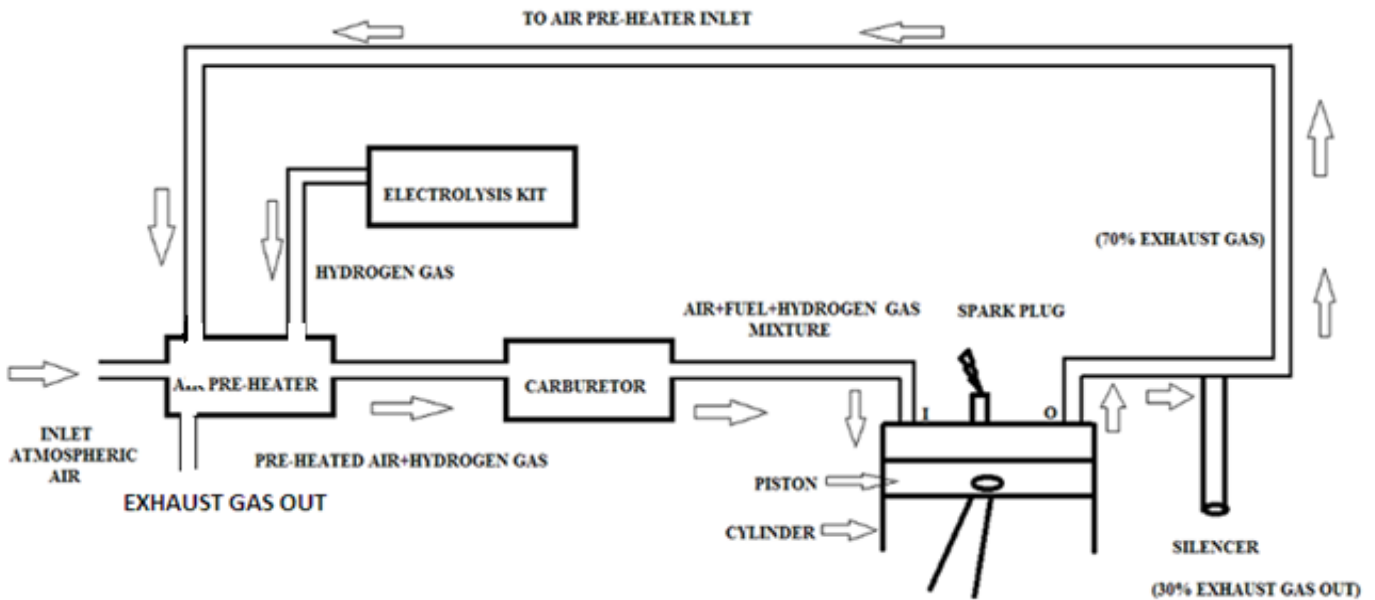 TO AIR PRE-HEATER INLET
ELECTROLYSIS KIT
(70% EXHAUST GAS)
HYDROGEN GAS
AIR+FUEL+HYDROGEN GAS
MIXTURE
SPARK PLUG
AIR PRE-HEATER
CARBURETOR
I
O
INLET
ATMOSPHERIC
AIR
PRE-HEATED AIR+HYDROGEN GAS
EXHAUST GAS OUT
PISTON
CYLINDER
SILENCER
(30% EXHAUST GAS OUT)